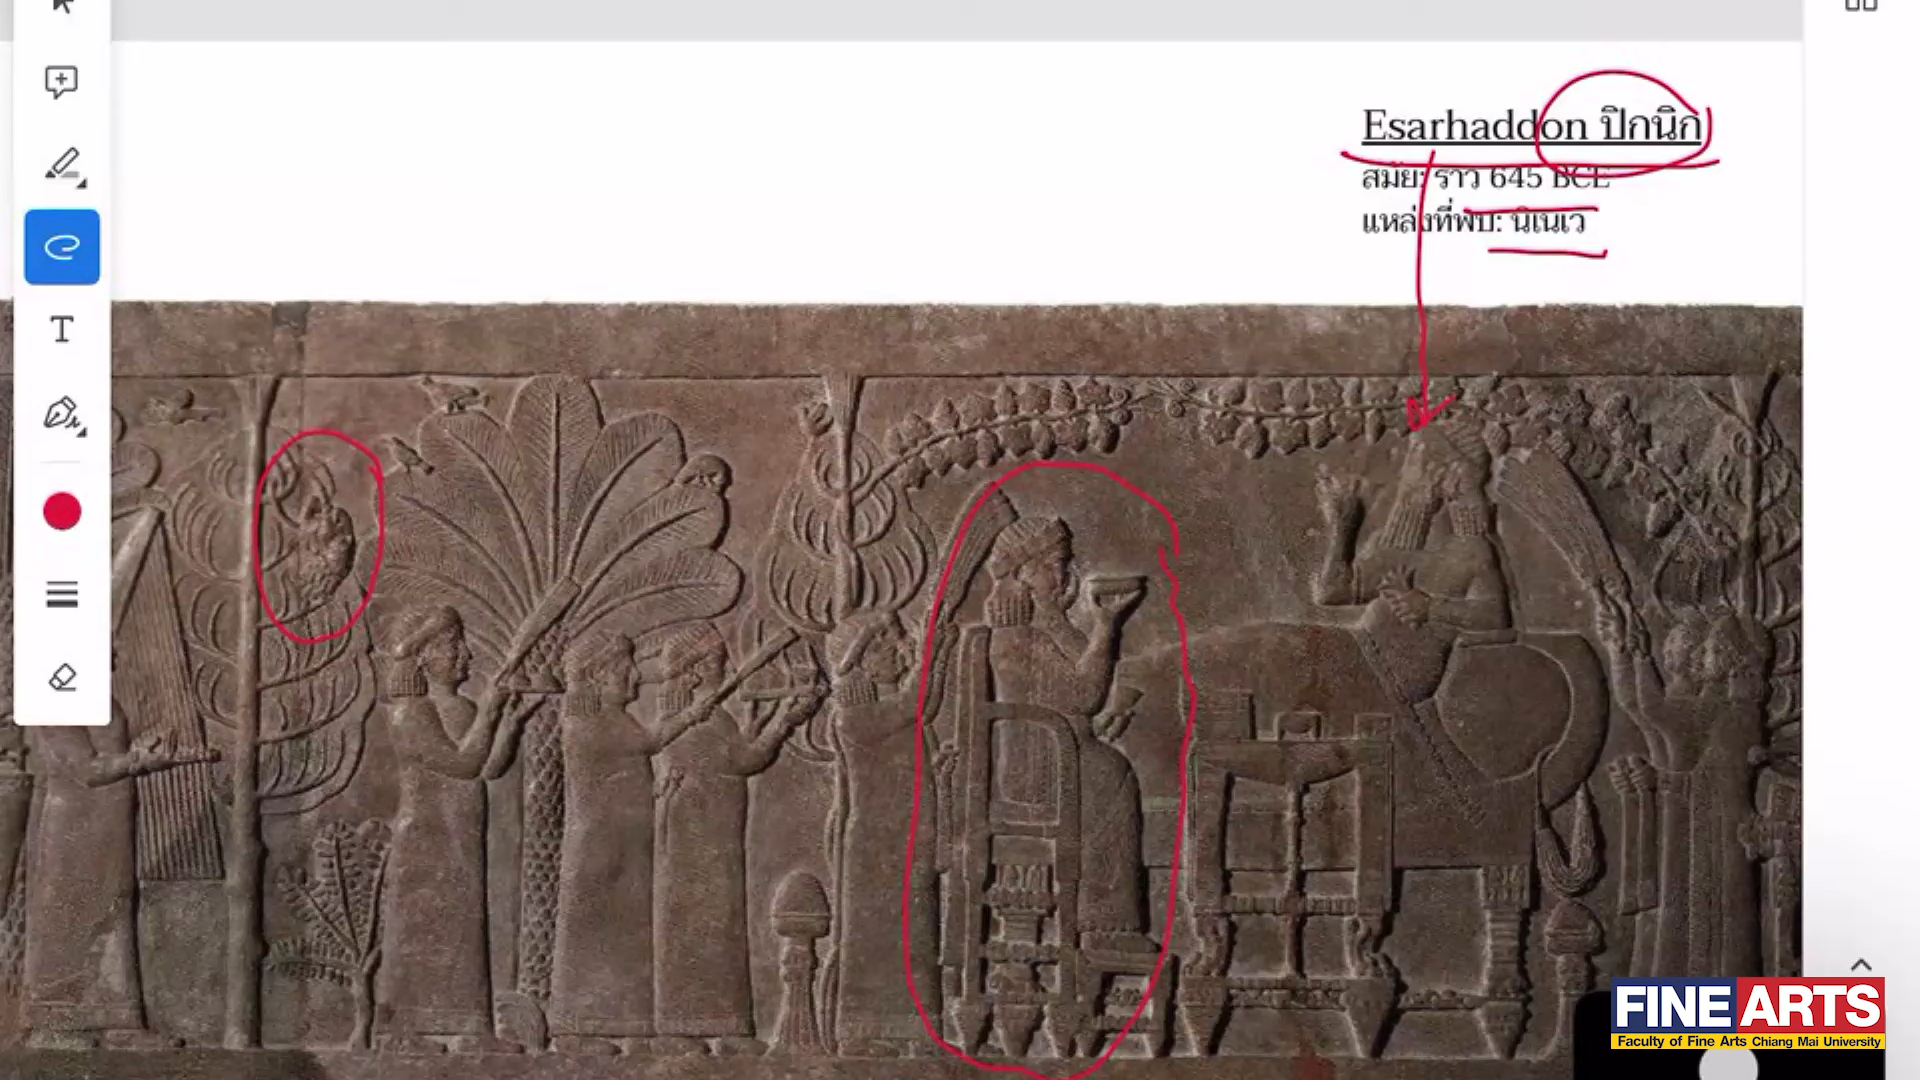 Esarhaddon ปิกนิก
สมัย: ราว 645 BCE
แหล่งที่พบ: นิเนเว
T
FINE ARTS
Faculty of Fine Arts Chiang Mai University